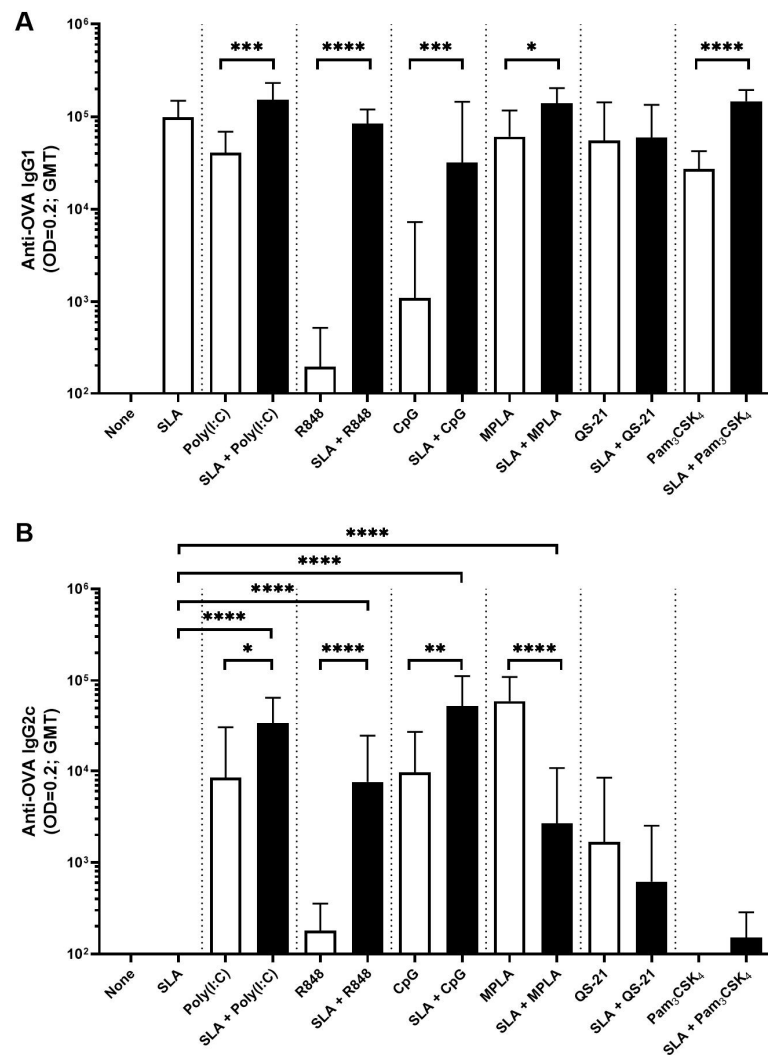 A
Anti-OVA IgG1
(OD=0.2; GMT)
10⁶
10⁵
10⁴
10³
10²
*** **** *** * ****
None SLA Poly(I:C) SLA + Poly(I:C) R848 SLA + R848 CpG SLA + CpG MPLA SLA + MPLA QS-21 SLA + QS-21 Pam₃CSK₄ SLA + Pam₃CSK₄
B
Anti-OVA IgG2c
(OD=0.2; GMT)
****
****
****
****
* **** ** ****
10⁶
10⁵
10⁴
10³
10²
None SLA Poly(I:C) SLA + Poly(I:C) R848 SLA + R848 CpG SLA + CpG MPLA SLA + MPLA QS-21 SLA + QS-21 Pam₃CSK₄ SLA + Pam₃CSK₄